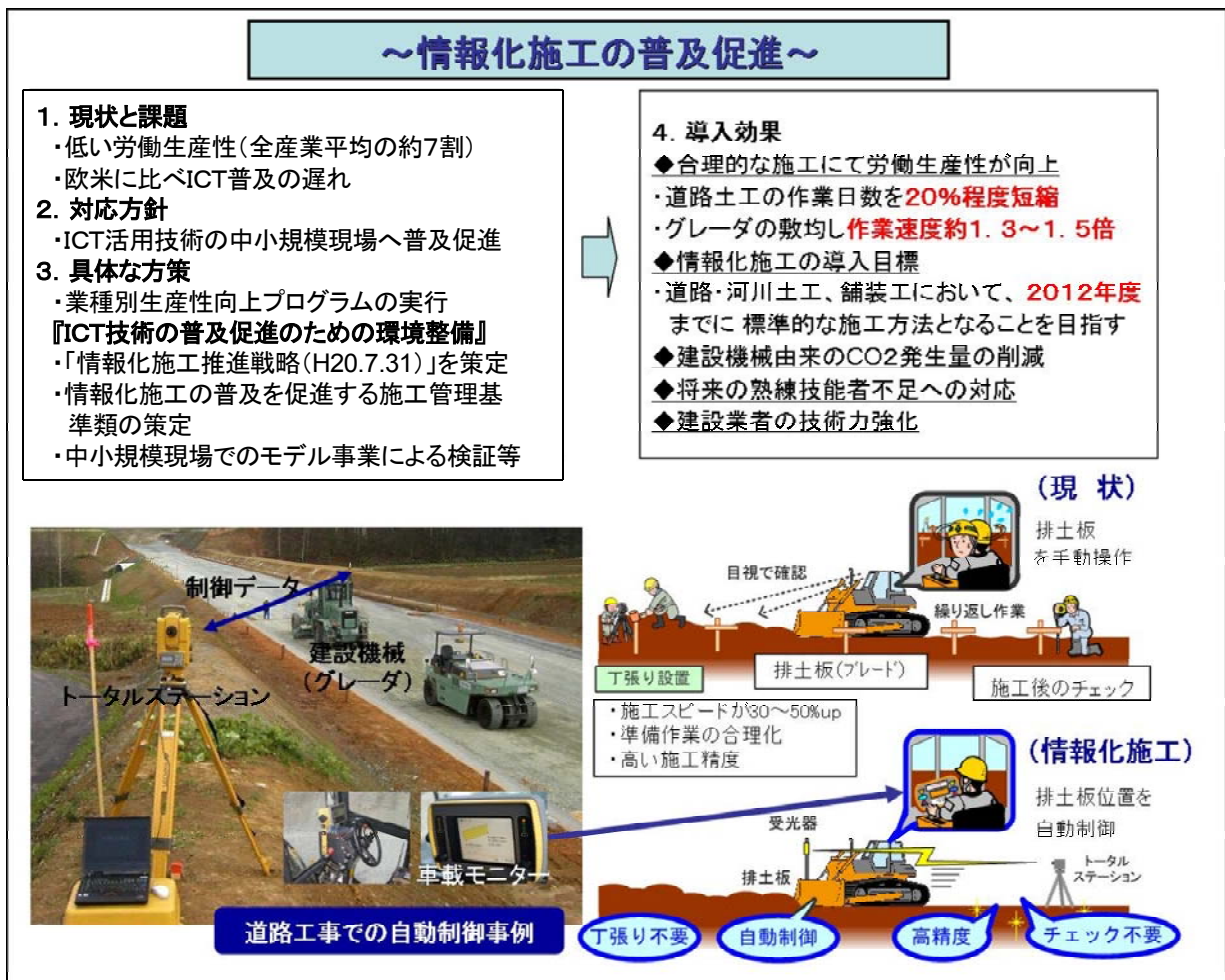 ～情報化施工の普及促進～
1．現状と課題
・低い労働生産性（全産業平均の約7割）
・欧米に比べICT普及の遅れ
2．対応方針
・ICT活用技術の中小規模現場へ普及促進
3．具体な方策
・業種別生産性向上プログラムの実行
『ICT技術の普及促進のための環境整備』
・「情報化施工推進戦略（H20.7.31）」を策定
・情報化施工の普及を促進する施工管理基
準類の策定
・中小規模現場でのモデル事業による検証等
4．導入効果
◆合理的な施工にて労働生産性が向上
・道路土工の作業日数を20％程度短縮
・グレーダの敷均し作業速度約1．3～1．5倍
◆情報化施工の導入目標
・道路・河川土工、舗装工において、2012年度
までに 標準的な施工方法となることを目指す
◆建設機械由来のCO2発生量の削減
◆将来の熟練技能者不足への対応
◆建設業者の技術力強化
制御データ
建設機械
（グレーダ）
トータルステーション
車載モニター
道路工事での自動制御事例
（現 状）
排土板
を手動操作
目視で確認
繰り返し作業
丁張り設置
排土板（ブレード）
施工後のチェック
・施工スピードが30～50%up
・準備作業の合理化
・高い施工精度
（情報化施工）
排土板位置を
自動制御
受光器
排土板
トータル
ステーション
丁張り不要
自動制御
高精度
チェック不要